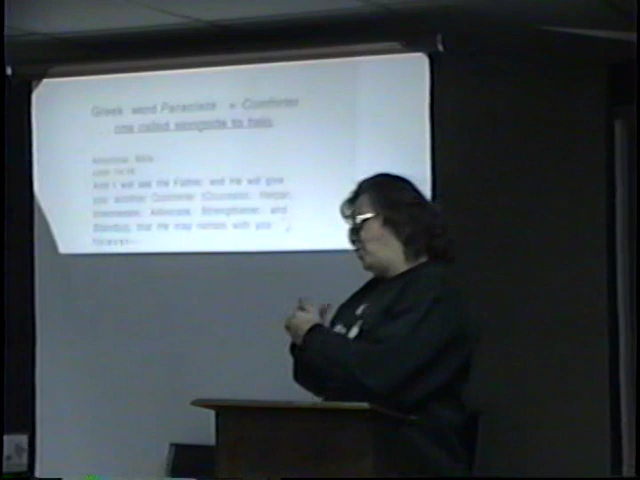 Greek word Paraclete = Comforter
one called alongside to help.
Amplified Bible
John 14:16
And I will ask the Father, and He will give
you another Comforter (Counselor, Helper,
Intercessor, Advocate, Strengthener, and
Standby), that He may remain with you
forever--